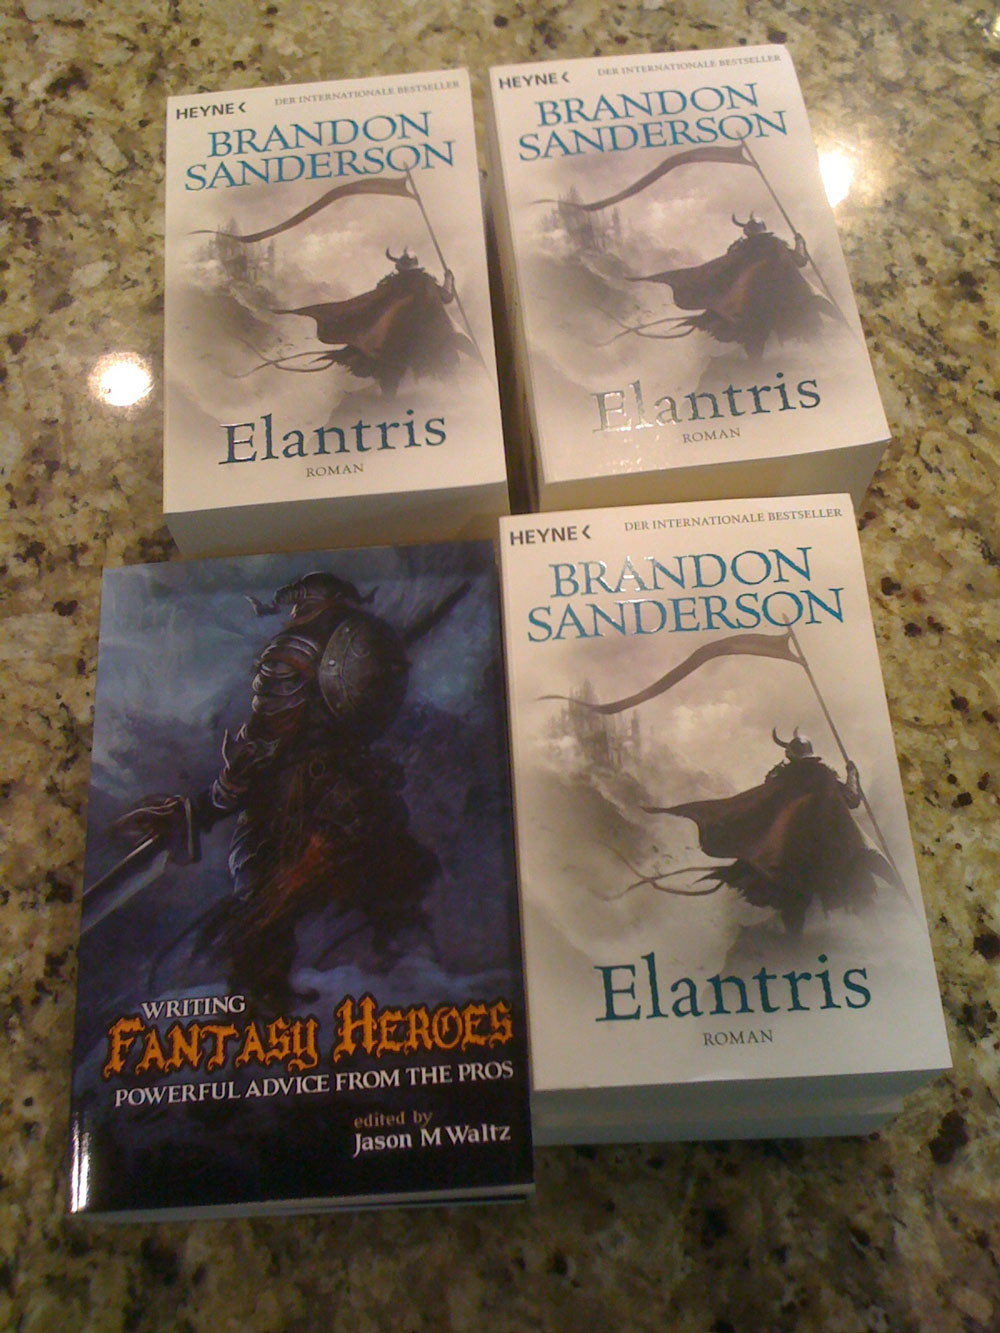 HEYNE<
DER INTERNATIONALE BESTSELLER
BRANDON
SANDERSON
Elantris
ROMAN
HEYNE<
DER INTERNATIONALE BESTSELLER
BRANDON
SANDERSON
Elantris
ROMAN
WRITING
FANTASY HEROES
POWERFUL ADVICE FROM THE PROS
edited by
Jason M Waltz
HEYNE<
DER INTERNATIONALE BESTSELLER
BRANDON
SANDERSON
Elantris
ROMAN